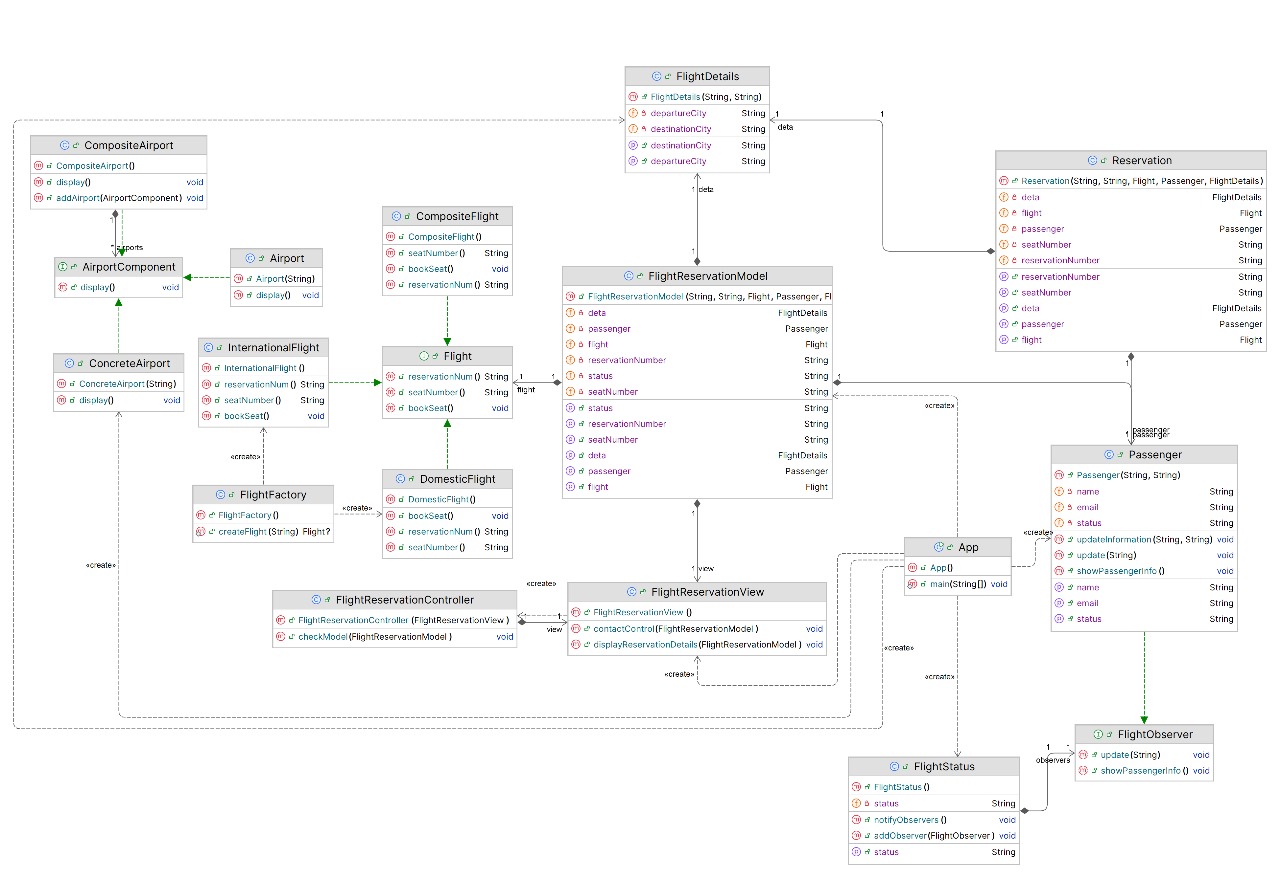 FlightDetails
FlightDetails(String, String)
departureCity String
destinationCity String
destinationCity String
departureCity String
1
deta
1
CompositeAirport
CompositeAirport()
display() void
addAirport(AirportComponent) void
1
* airports
AirportComponent
display() void
Airport
Airport(String)
display() void
ConcreteAirport
ConcreteAirport(String)
display() void
CompositeFlight
CompositeFlight()
seatNumber() String
bookSeat() void
reservationNum() String
InternationalFlight
InternationalFlight()
reservationNum() String
seatNumber() String
bookSeat() void
Flight
reservationNum() String
seatNumber() String
bookSeat() void
1
flight
1
1 deta
1
FlightReservationModel
FlightReservationModel(String, String, Flight, Passenger, Fl
deta FlightDetails
passenger Passenger
flight Flight
reservationNumber String
status String
seatNumber String
status String
reservationNumber String
seatNumber String
deta FlightDetails
passenger Passenger
flight Flight
1
Reservation
Reservation(String, String, Flight, Passenger, FlightDetails)
deta FlightDetails
flight Flight
passenger Passenger
seatNumber String
reservationNumber String
reservationNumber String
seatNumber String
deta FlightDetails
passenger Passenger
flight Flight
1
passenger
1 passenger
«create»
«create»
FlightFactory
FlightFactory()
createFlight(String) Flight?
«create»
DomesticFlight
DomesticFlight()
bookSeat() void
reservationNum() String
seatNumber() String
Passenger
Passenger(String, String)
name String
email String
status String
updateInformation(String, String) void
update(String) void
showPassengerInfo() void
name String
email String
status String
«create»
App
App()
main(String[]) void
1
1 view
«create»
«create»
FlightReservationController
FlightReservationController(FlightReservationView)
checkModel(FlightReservationModel) void
1
1
view
FlightReservationView
FlightReservationView()
contactControl(FlightReservationModel) void
displayReservationDetails(FlightReservationModel) void
«create»
«create»
«create»
FlightObserver
update(String) void
showPassengerInfo() void
1
*
observers
FlightStatus
FlightStatus()
status String
notifyObservers() void
addObserver(FlightObserver) void
status String